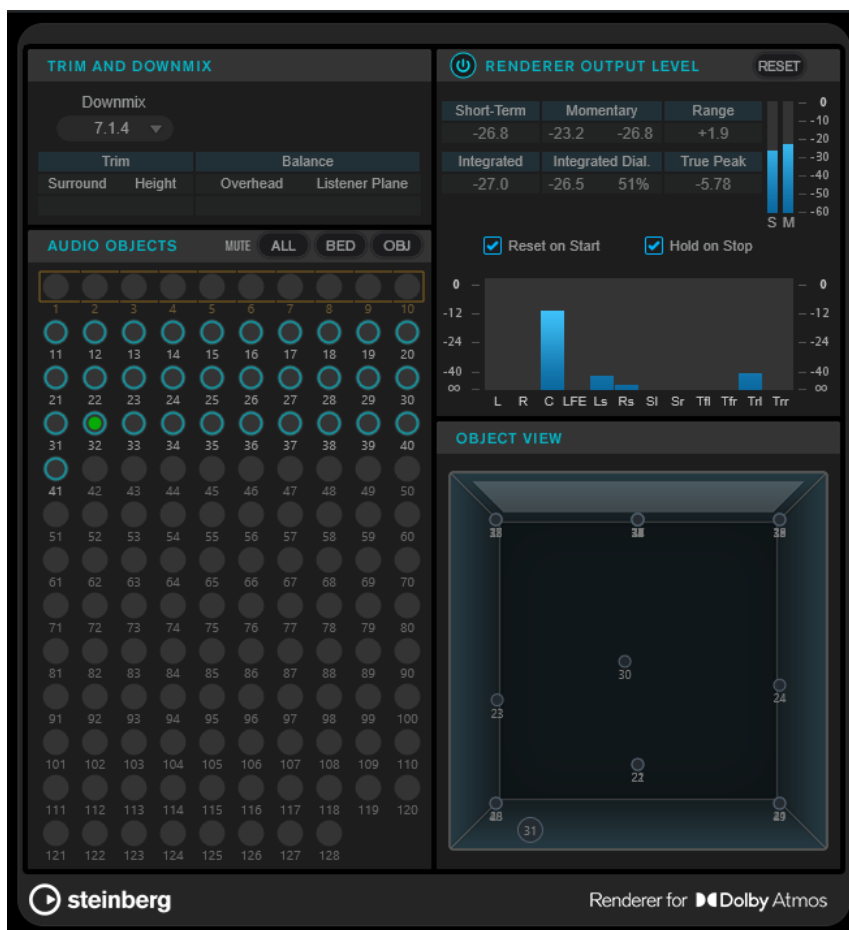 TRIM AND DOWNMIX
Downmix
7.1.4
Trim Balance
Surround Height Overhead Listener Plane
AUDIO OBJECTS MUTE ALL BED OBJ
1 2 3 4 5 6 7 8 9 10
11 12 13 14 15 16 17 18 19 20
21 22 23 24 25 26 27 28 29 30
31 32 33 34 35 36 37 38 39 40
41 42 43 44 45 46 47 48 49 50
51 52 53 54 55 56 57 58 59 60
61 62 63 64 65 66 67 68 69 70
71 72 73 74 75 76 77 78 79 80
81 82 83 84 85 86 87 88 89 90
91 92 93 94 95 96 97 98 99 100
101 102 103 104 105 106 107 108 109 110
111 112 113 114 115 116 117 118 119 120
121 122 123 124 125 126 127 128
RENDERER OUTPUT LEVEL RESET
Short-Term Momentary Range
-26.8 -23.2 -26.8 +1.9
Integrated Integrated Dial. True Peak
-27.0 -26.5 51% -5.78
0
-10
-20
-30
-40
-50
-60
S M
Reset on Start Hold on Stop
0 0
-12 -12
-24 -24
-40 -40
∞ ∞
L R C LFE Ls Rs Sl Sr Tfl Tfr Trl Trr
OBJECT VIEW
30
24
23
31
steinberg
Renderer for Dolby Atmos